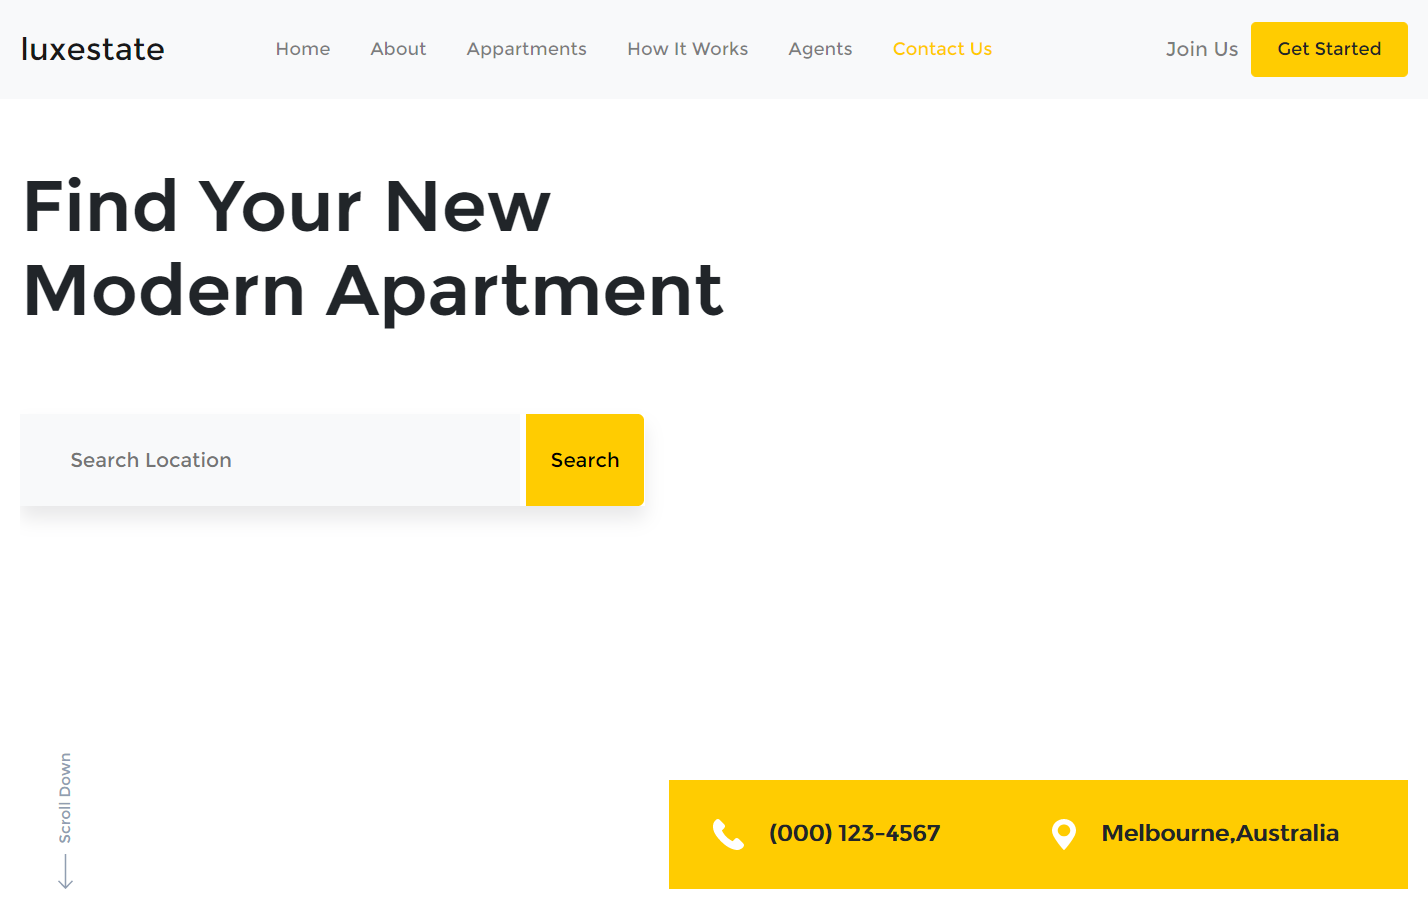 luxestate
Home About Appartments How It Works Agents Contact Us Join Us Get Started
Find Your New
Modern Apartment
Search Location Search
Scroll Down
(000) 123-4567 Melbourne,Australia